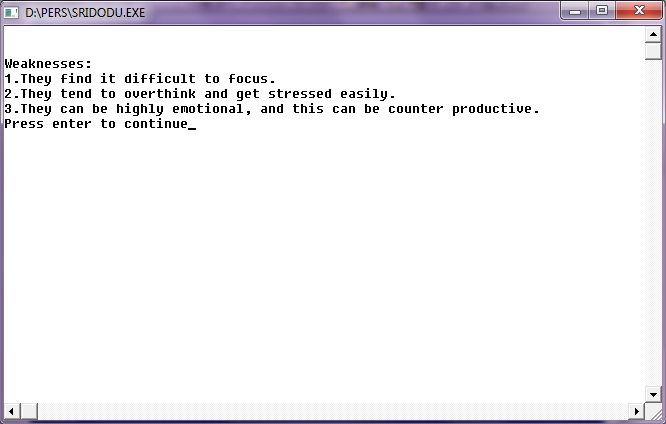 D:\PERS\SRIDODU.EXE
Weaknesses:
1.They find it difficult to focus.
2.They tend to overthink and get stressed easily.
3.They can be highly emotional, and this can be counter productive.
Press enter to continue_